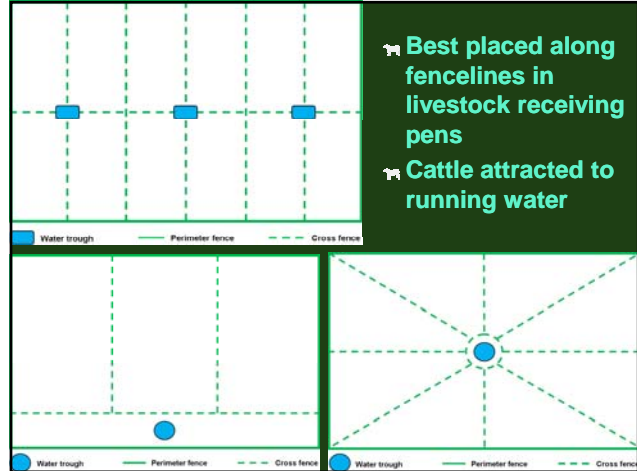 Best placed along
fencelines in
livestock receiving
pens
Cattle attracted to
running water
Water trough Perimeter fence Cross fence
Water trough Perimeter fence Cross fence
Water trough Perimeter fence Cross fence